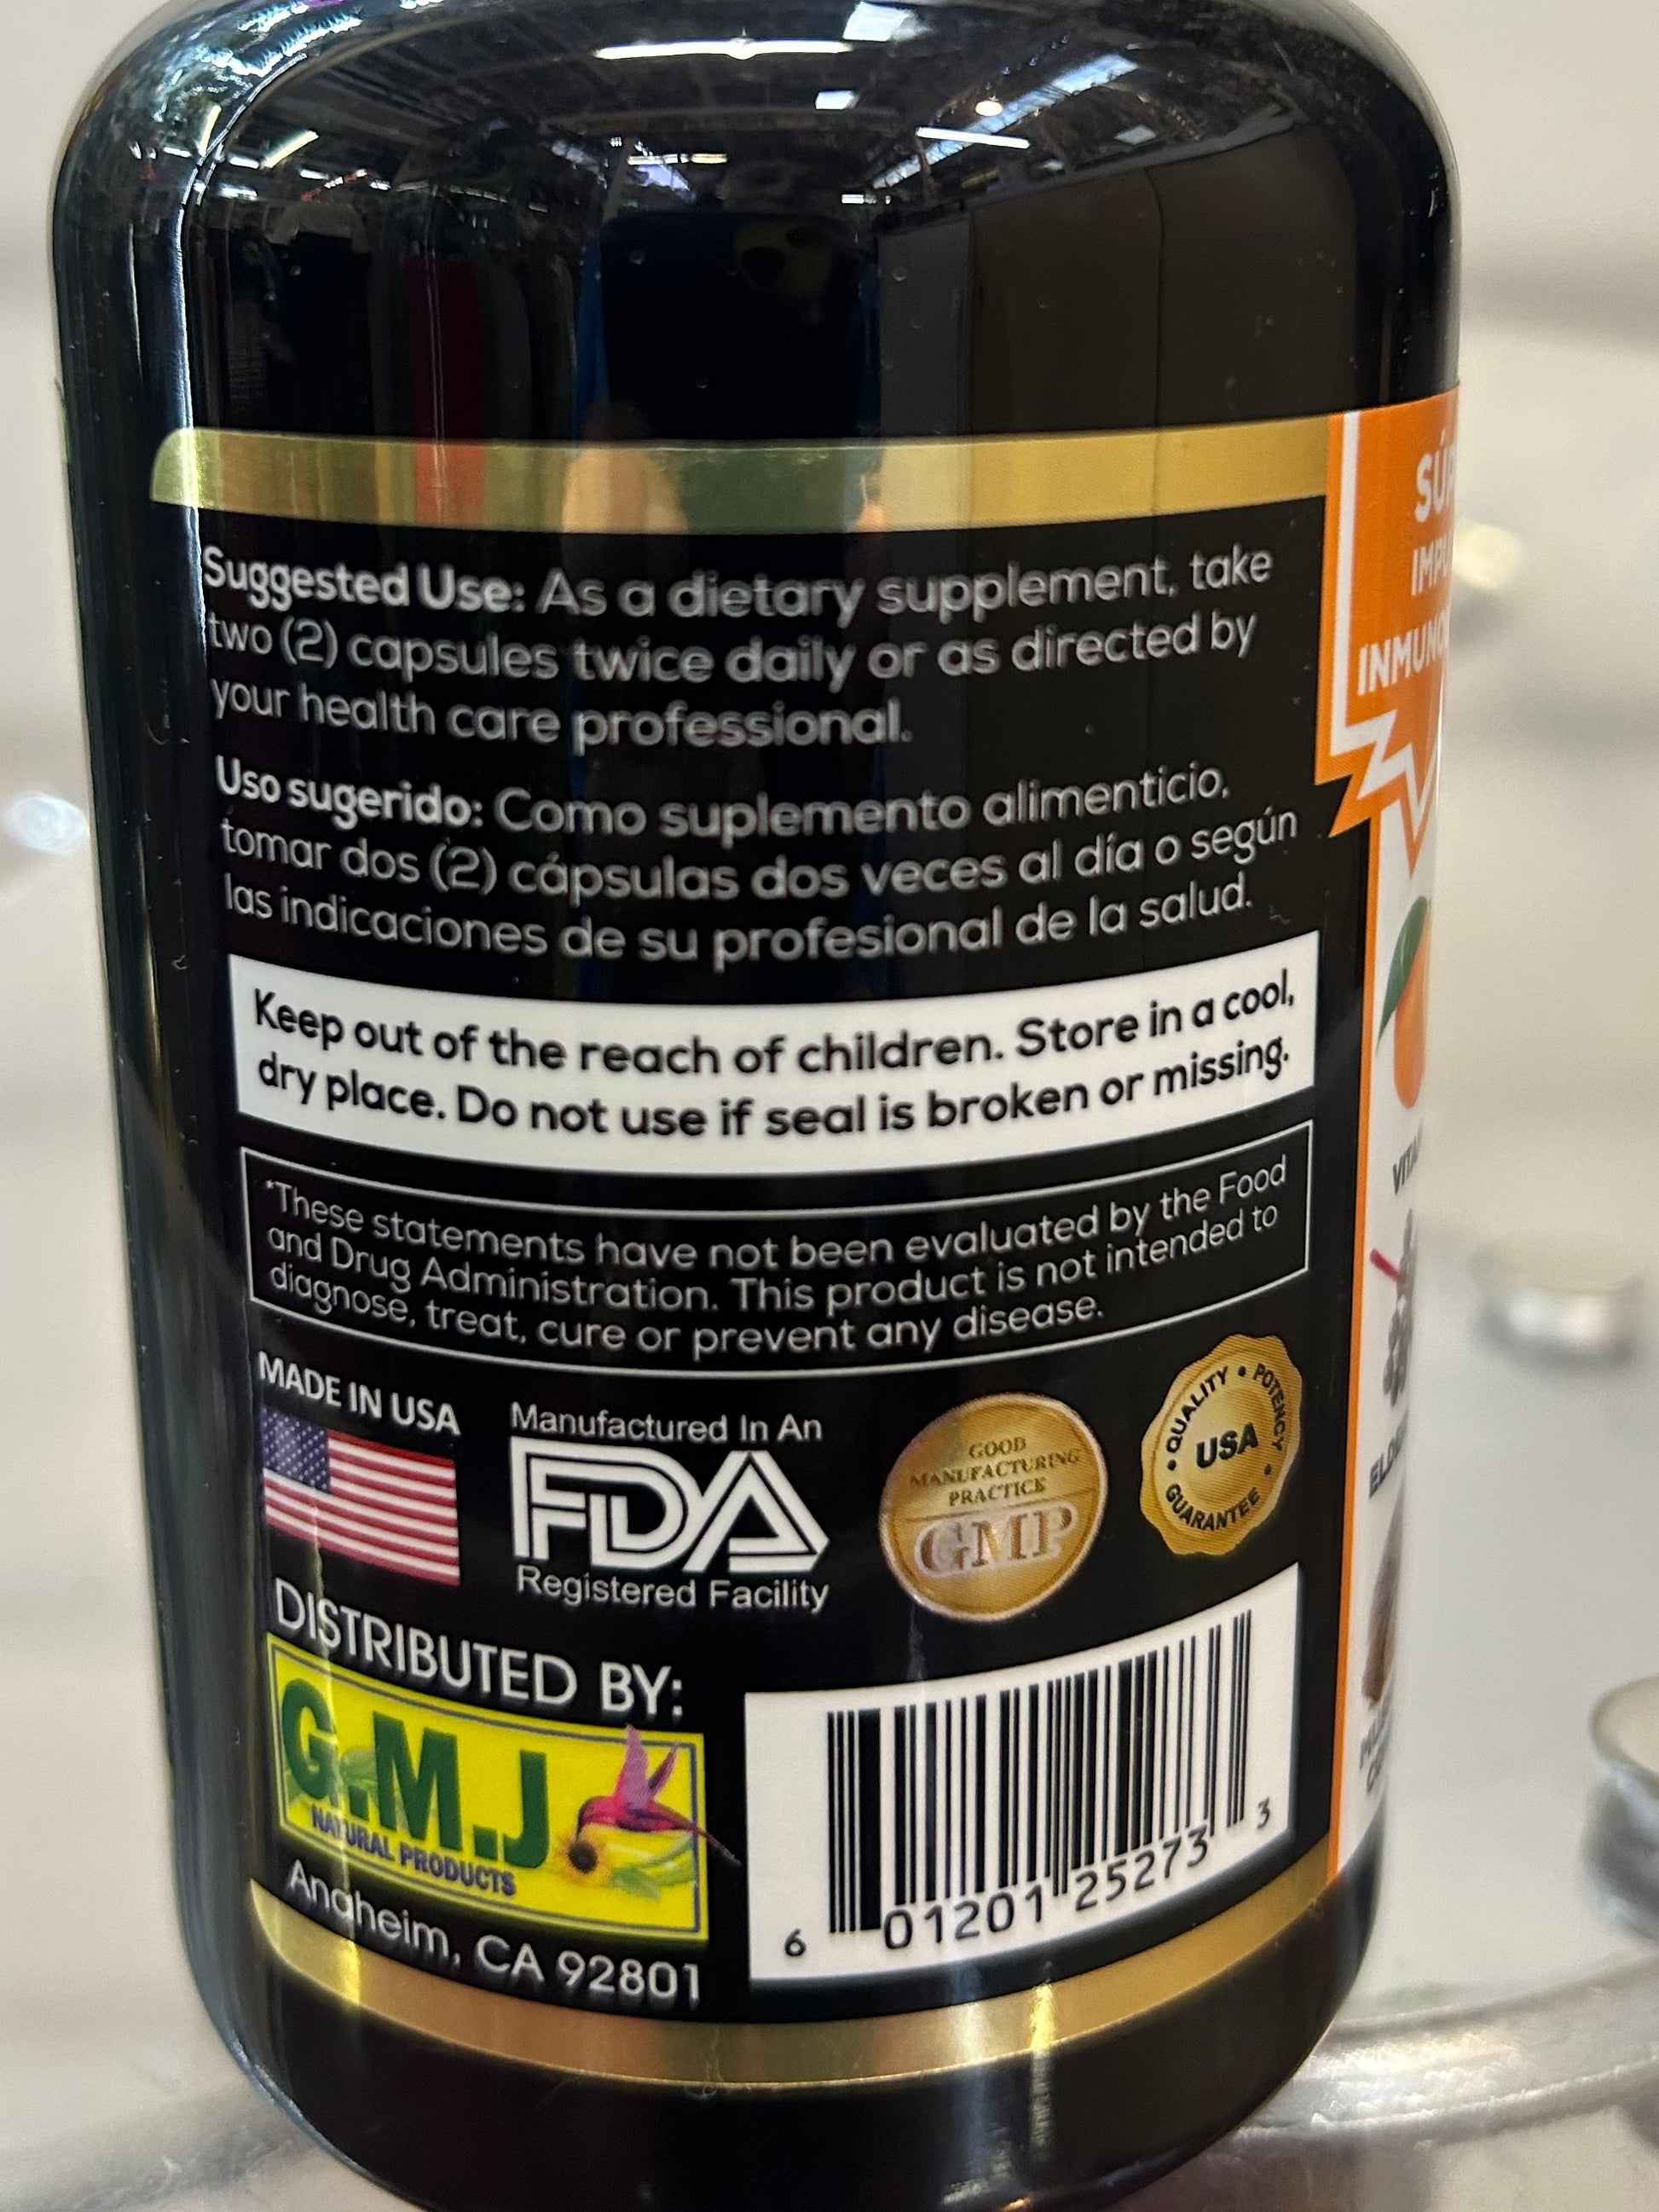 Suggested Use: As a dietary supplement, take
two (2) capsules twice daily or as directed by
your health care professional.
Uso sugerido: Como suplemento alimenticio,
tomar dos (2) cápsulas dos veces al día o según
las indicaciones de su profesional de la salud.
Keep out of the reach of children. Store in a cool,
dry place. Do not use if seal is broken or missing.
*These statements have not been evaluated by the Food
and Drug Administration. This product is not intended to
diagnose, treat, cure or prevent any disease.
MADE IN USA
Manufactured In An
FDA
Registered Facility
GOOD
MANUFACTURING
PRACTICE
GMP
QUALITY • POTENCY • GUARANTEE •
USA
DISTRIBUTED BY:
G.M.J
NATURAL PRODUCTS
Anaheim, CA 92801
6 01201 25273 3